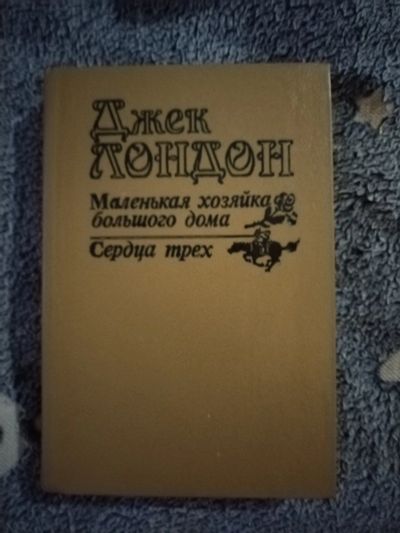 Джек
Лондон
Маленькая хозяйка
большого дома
Сердца трех